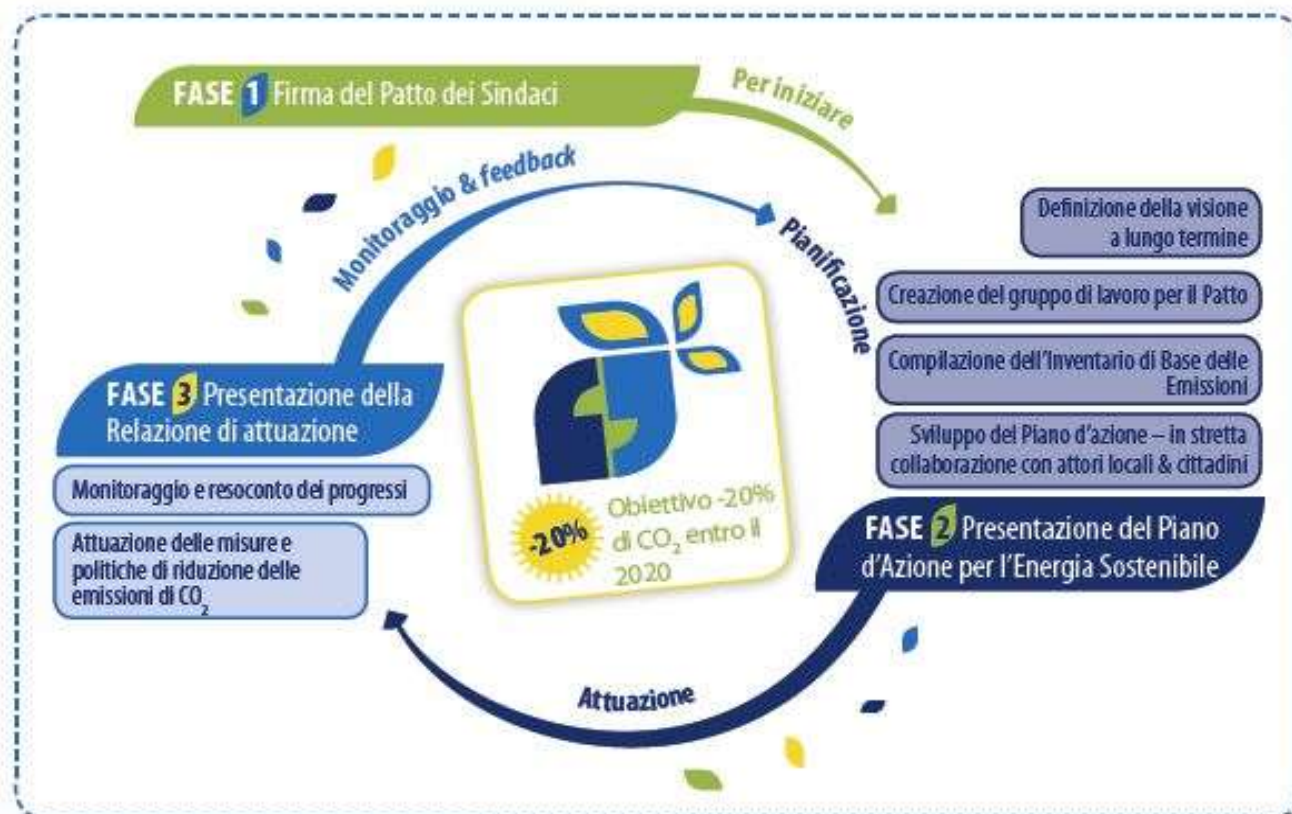 FASE 1 Firma del Patto dei Sindaci
Per iniziare
Monitoraggio & feedback
Pianificazione
Definizione della visione
a lungo termine
Creazione del gruppo di lavoro per il Patto
Compilazione dell'Inventario di Base delle
Emissioni
Sviluppo del Piano d'azione – in stretta
collaborazione con attori locali & cittadini
FASE 2 Presentazione del Piano
d'Azione per l'Energia Sostenibile
FASE 3 Presentazione della
Relazione di attuazione
Monitoraggio e resoconto dei progressi
Attuazione delle misure e
politiche di riduzione delle
emissioni di CO₂
-20%
Obiettivo -20%
di CO₂ entro il
2020
Attuazione